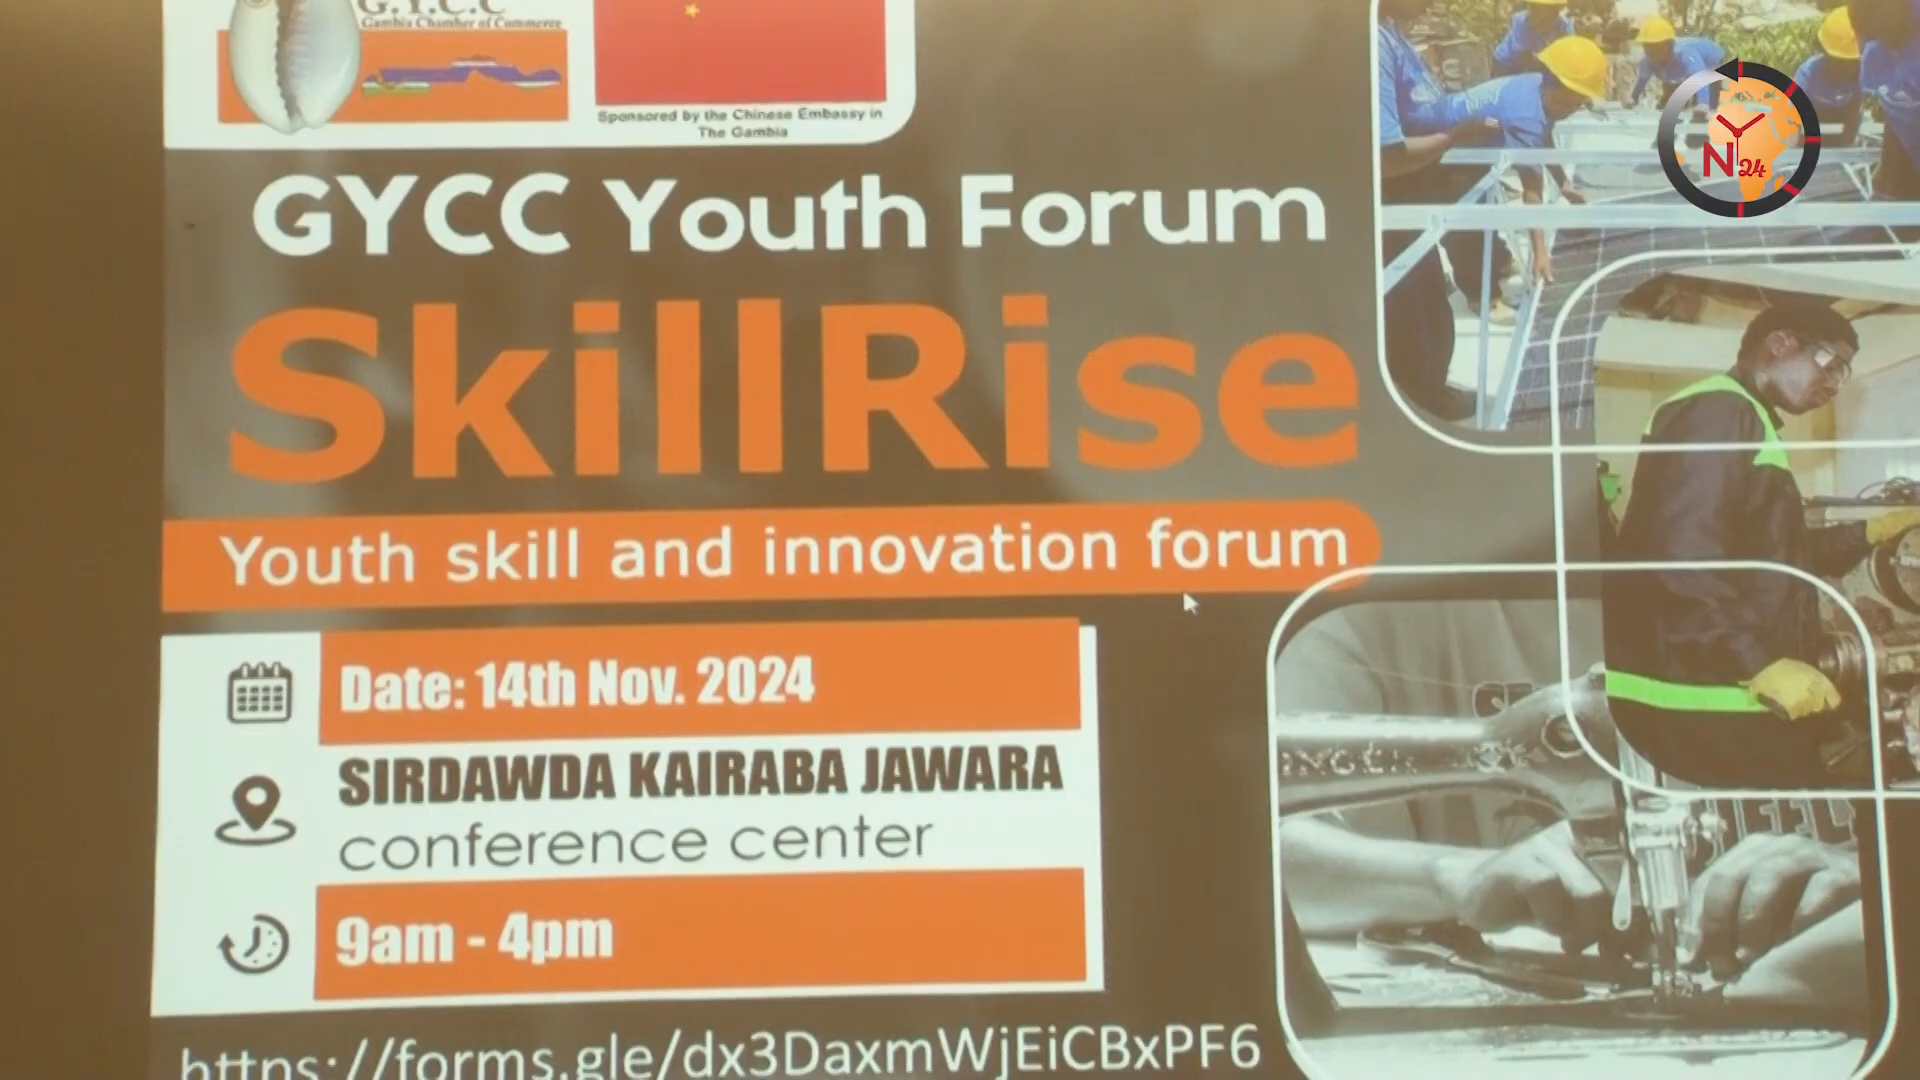 G.Y.C.C
Gambia Chamber of Commerce
Sponsored by the Chinese Embassy in
The Gambia
N24
GYCC Youth Forum
SkillRise
Youth skill and innovation forum
Date: 14th Nov. 2024
SIRDAWDA KAIRABA JAWARA
conference center
9am - 4pm
https://forms.gle/dx3DaxmWjEiCBxPF6